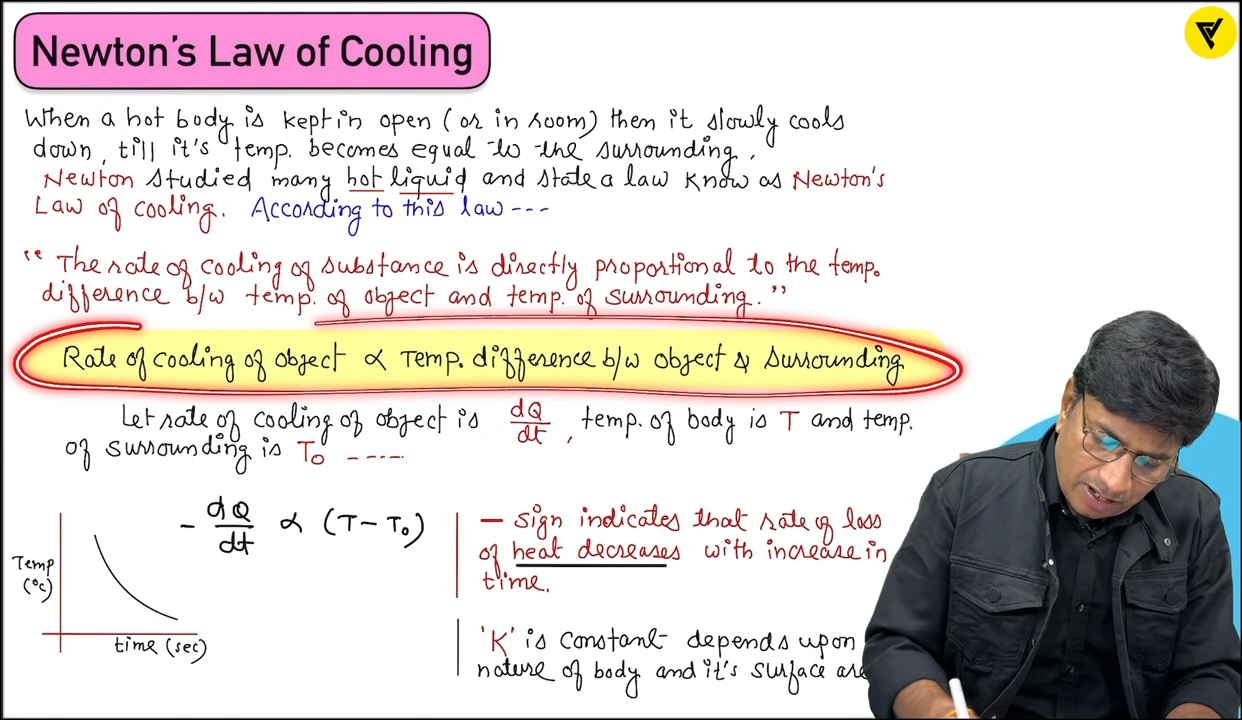 Newton's Law of Cooling
When a hot body is kept in open (or in room) then it slowly cools
down, till it's temp. becomes equal to the surrounding.
Newton studied many hot liquid and state a law know as Newton's
Law of cooling. According to this law ---
"The rate of cooling of substance is directly proportional to the temp.
difference b/w temp. of object and temp. of surrounding."
Rate of cooling of object ∝ Temp. difference b/w object & surrounding
Let rate of cooling of object is dQ/dt, temp. of body is T and temp.
of surrounding is T₀ ----
- dQ/dt ∝ (T - T₀)
Temp
(°c)
time (sec)
- sign indicates that rate of loss
of heat decreases with increase in
time.
'K' is constant depends upon
nature of body and it's surface are